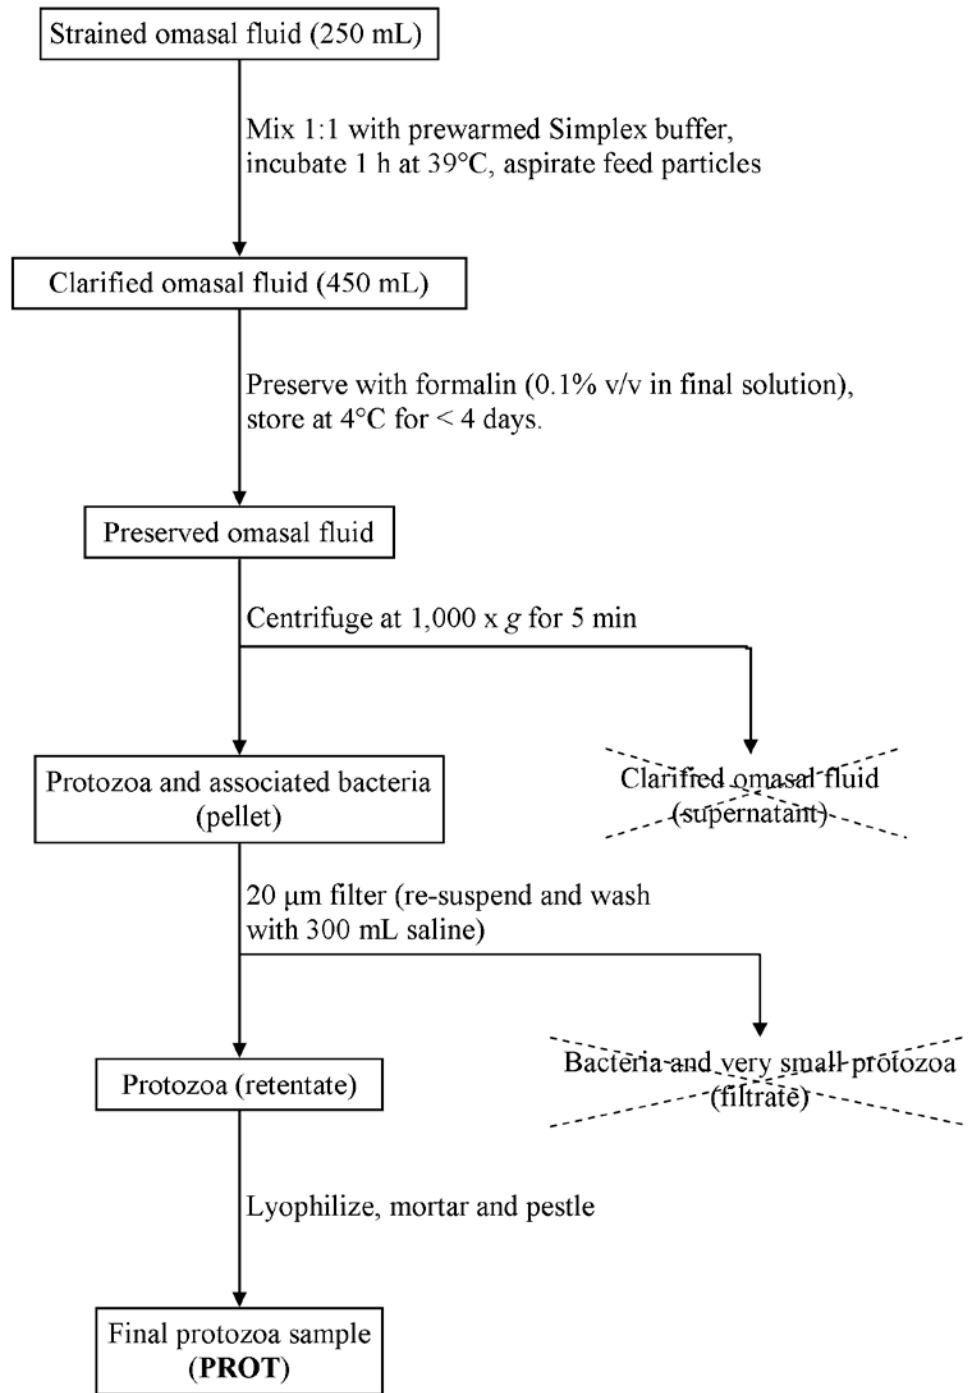 Strained omasal fluid (250 mL)
Mix 1:1 with prewarmed Simplex buffer,
incubate 1 h at 39°C, aspirate feed particles
Clarified omasal fluid (450 mL)
Preserve with formalin (0.1% v/v in final solution),
store at 4°C for < 4 days.
Preserved omasal fluid
Centrifuge at 1,000 x g for 5 min
Protozoa and associated bacteria
(pellet)
Clarified omasal fluid
(supernatant)
20 μm filter (re-suspend and wash
with 300 mL saline)
Protozoa (retentate)
Bacteria and very small protozoa
(filtrate)
Lyophilize, mortar and pestle
Final protozoa sample
(PROT)